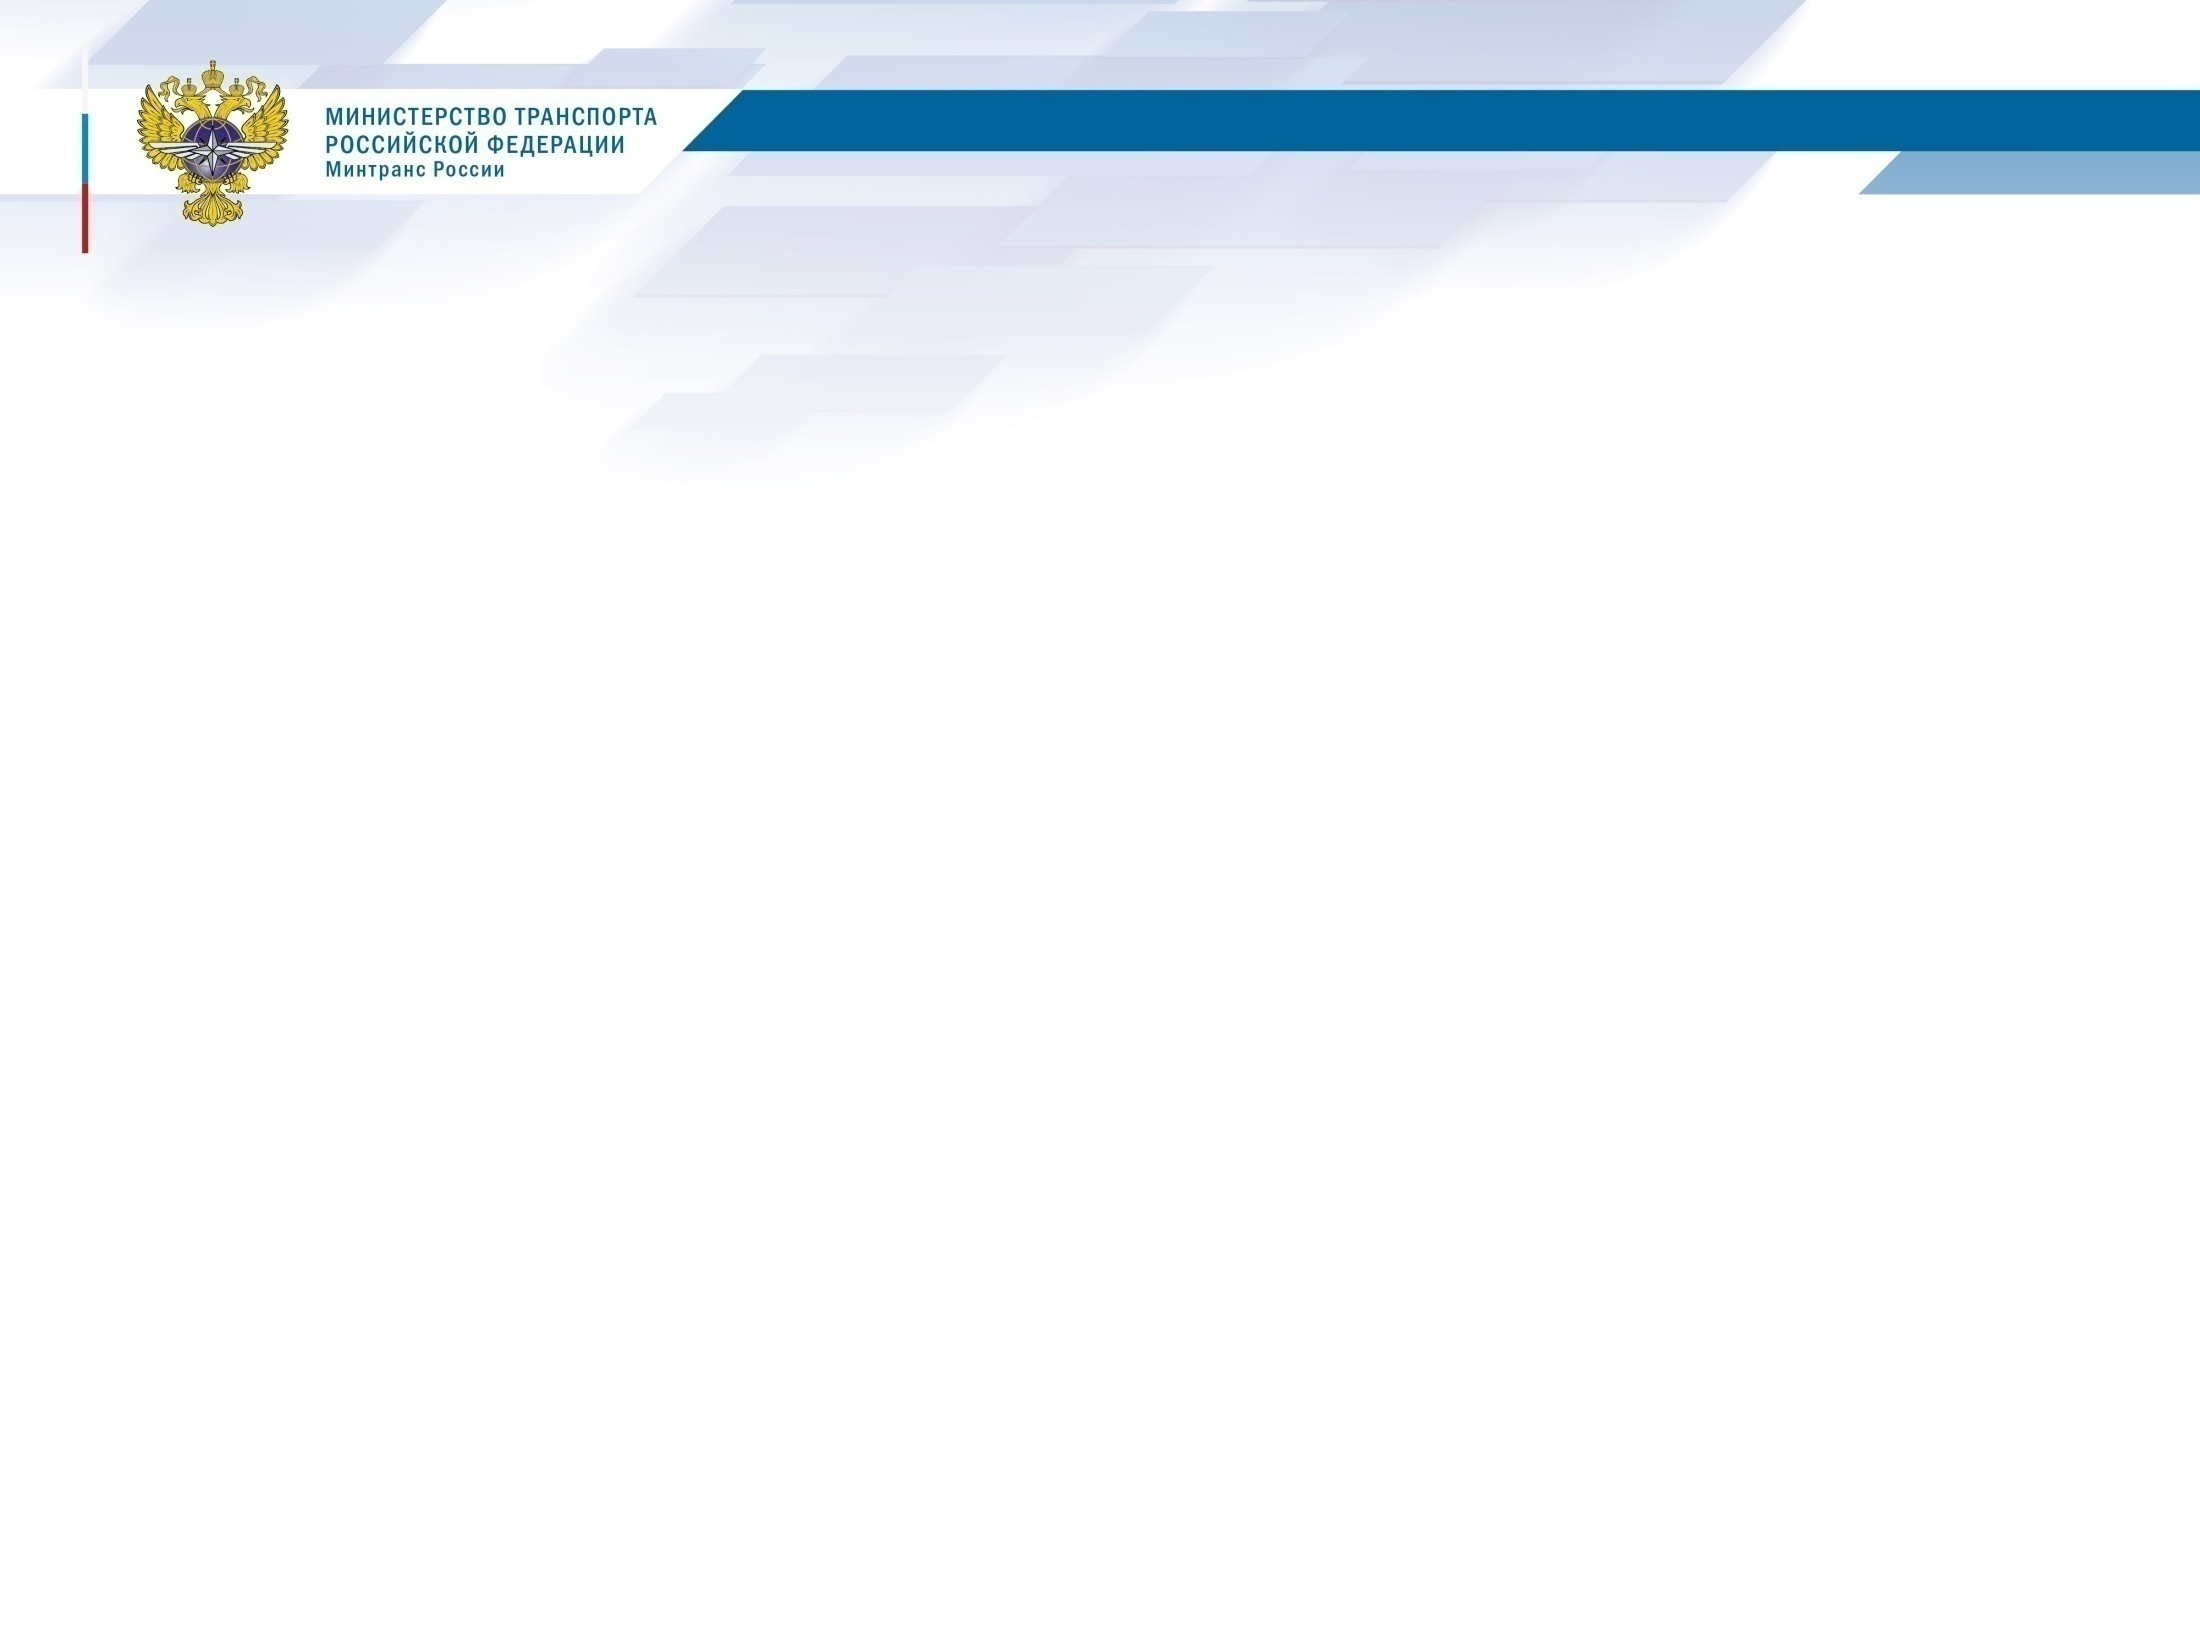 МИНИСТЕРСТВО ТРАНСПОРТА
РОССИЙСКОЙ ФЕДЕРАЦИИ
Минтранс России